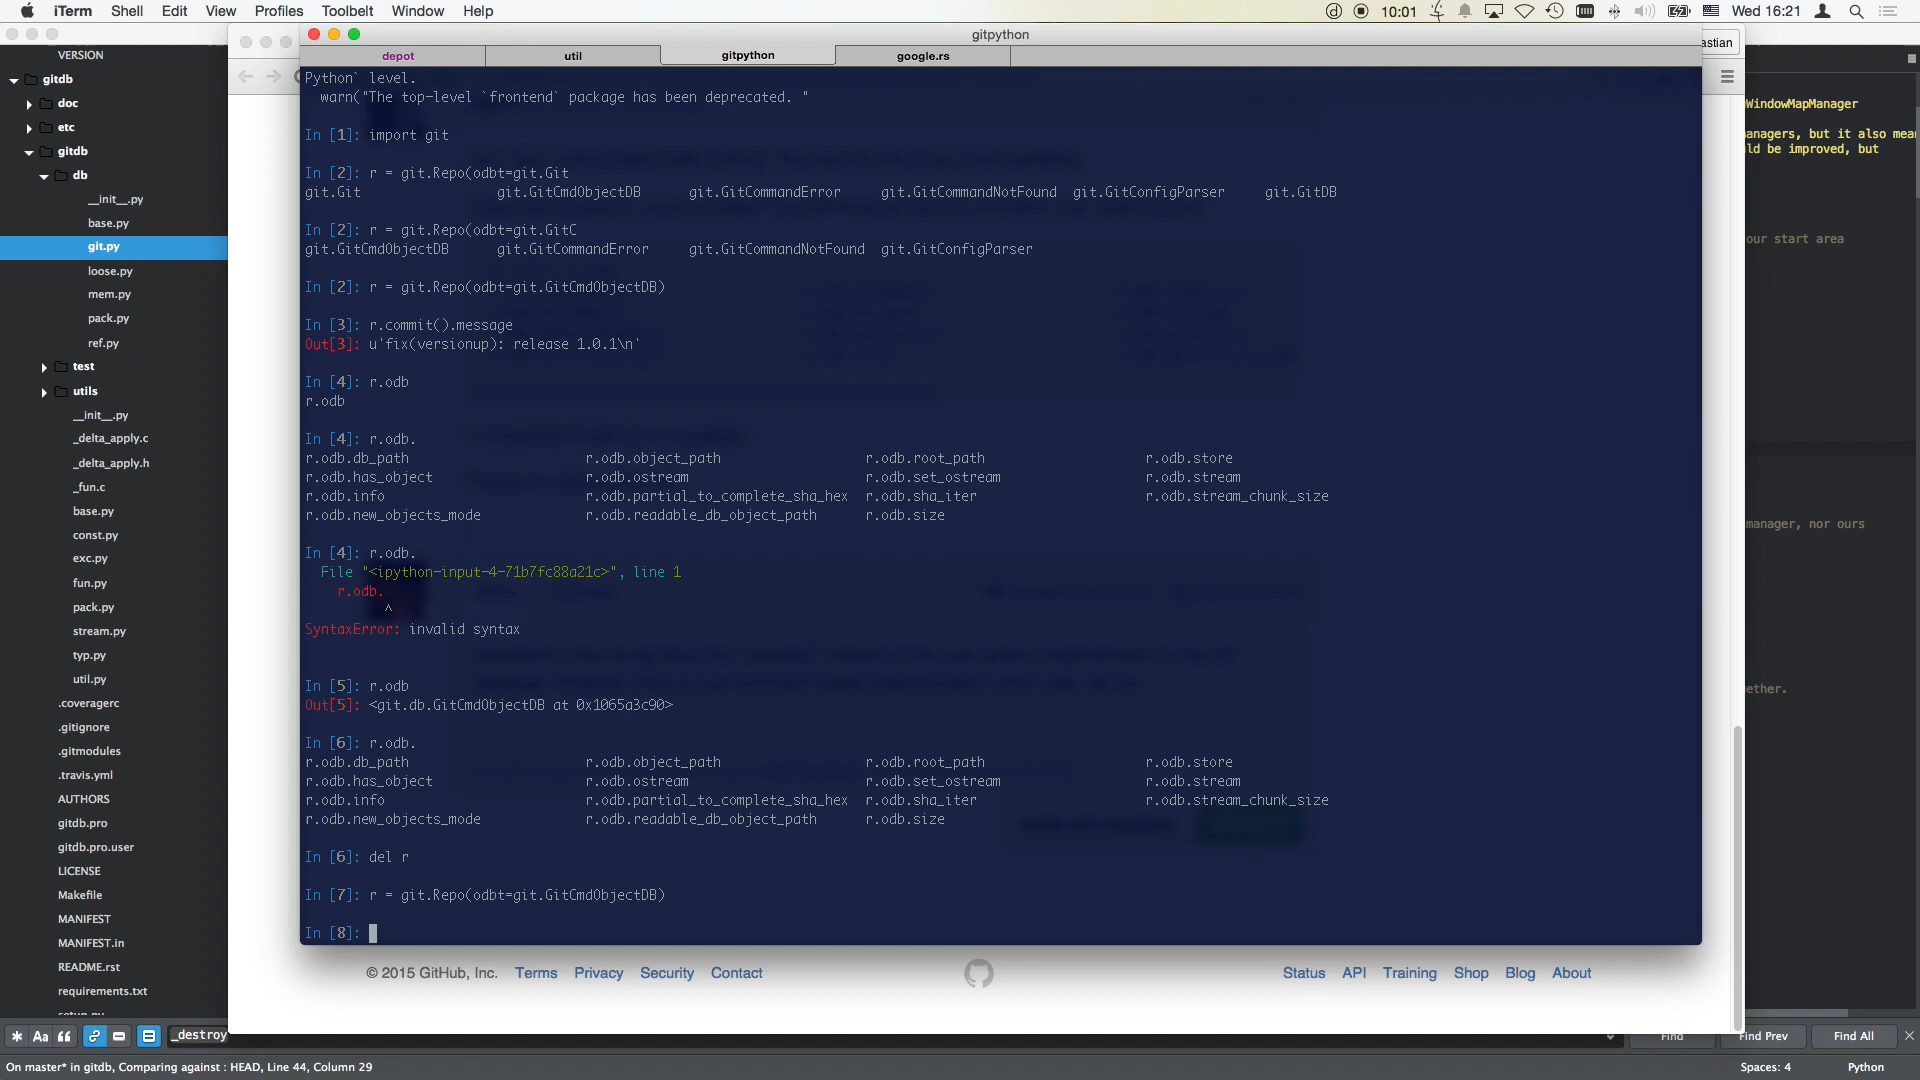 iTerm Shell Edit View Profiles Toolbelt Window Help
10:01 Wed 16:21
VERSION
gitdb
doc
etc
gitdb
db
__init__.py
base.py
git.py
loose.py
mem.py
pack.py
ref.py
test
utils
__init__.py
_delta_apply.c
_delta_apply.h
_fun.c
base.py
const.py
exc.py
fun.py
pack.py
stream.py
typ.py
util.py
.coveragerc
.gitignore
.gitmodules
.travis.yml
AUTHORS
gitdb.pro
gitdb.pro.user
LICENSE
Makefile
MANIFEST
MANIFEST.in
README.rst
requirements.txt
setup.py
gitpython
depot util gitpython google.rs
Python` level.
warn("The top-level `frontend` package has been deprecated. "
In [1]: import git
In [2]: r = git.Repo(odbt=git.Git
git.Git git.GitCmdObjectDB git.GitCommandError git.GitCommandNotFound git.GitConfigParser git.GitDB
In [2]: r = git.Repo(odbt=git.GitC
git.GitCmdObjectDB git.GitCommandError git.GitCommandNotFound git.GitConfigParser
In [2]: r = git.Repo(odbt=git.GitCmdObjectDB)
In [3]: r.commit().message
Out[3]: u'fix(versionup): release 1.0.1\n'
In [4]: r.odb
r.odb
In [4]: r.odb.
r.odb.db_path r.odb.object_path r.odb.root_path r.odb.store
r.odb.has_object r.odb.ostream r.odb.set_ostream r.odb.stream
r.odb.info r.odb.partial_to_complete_sha_hex r.odb.sha_iter r.odb.stream_chunk_size
r.odb.new_objects_mode r.odb.readable_db_object_path r.odb.size
In [4]: r.odb.
File "<ipython-input-4-71b7fc88a21c>", line 1
r.odb.
^
SyntaxError: invalid syntax
In [5]: r.odb
Out[5]: <git.db.GitCmdObjectDB at 0x1065a3c90>
In [6]: r.odb.
r.odb.db_path r.odb.object_path r.odb.root_path r.odb.store
r.odb.has_object r.odb.ostream r.odb.set_ostream r.odb.stream
r.odb.info r.odb.partial_to_complete_sha_hex r.odb.sha_iter r.odb.stream_chunk_size
r.odb.new_objects_mode r.odb.readable_db_object_path r.odb.size
In [6]: del r
In [7]: r = git.Repo(odbt=git.GitCmdObjectDB)
In [8]:
© 2015 GitHub, Inc. Terms Privacy Security Contact
Status API Training Shop Blog About
astian
WindowMapManager
anagers, but it also mean
ld be improved, but
our start area
manager, nor ours
ether.
Aa _destroy Find Find Prev Find All
On master* in gitdb, Comparing against : HEAD, Line 44, Column 29 Spaces: 4 Python